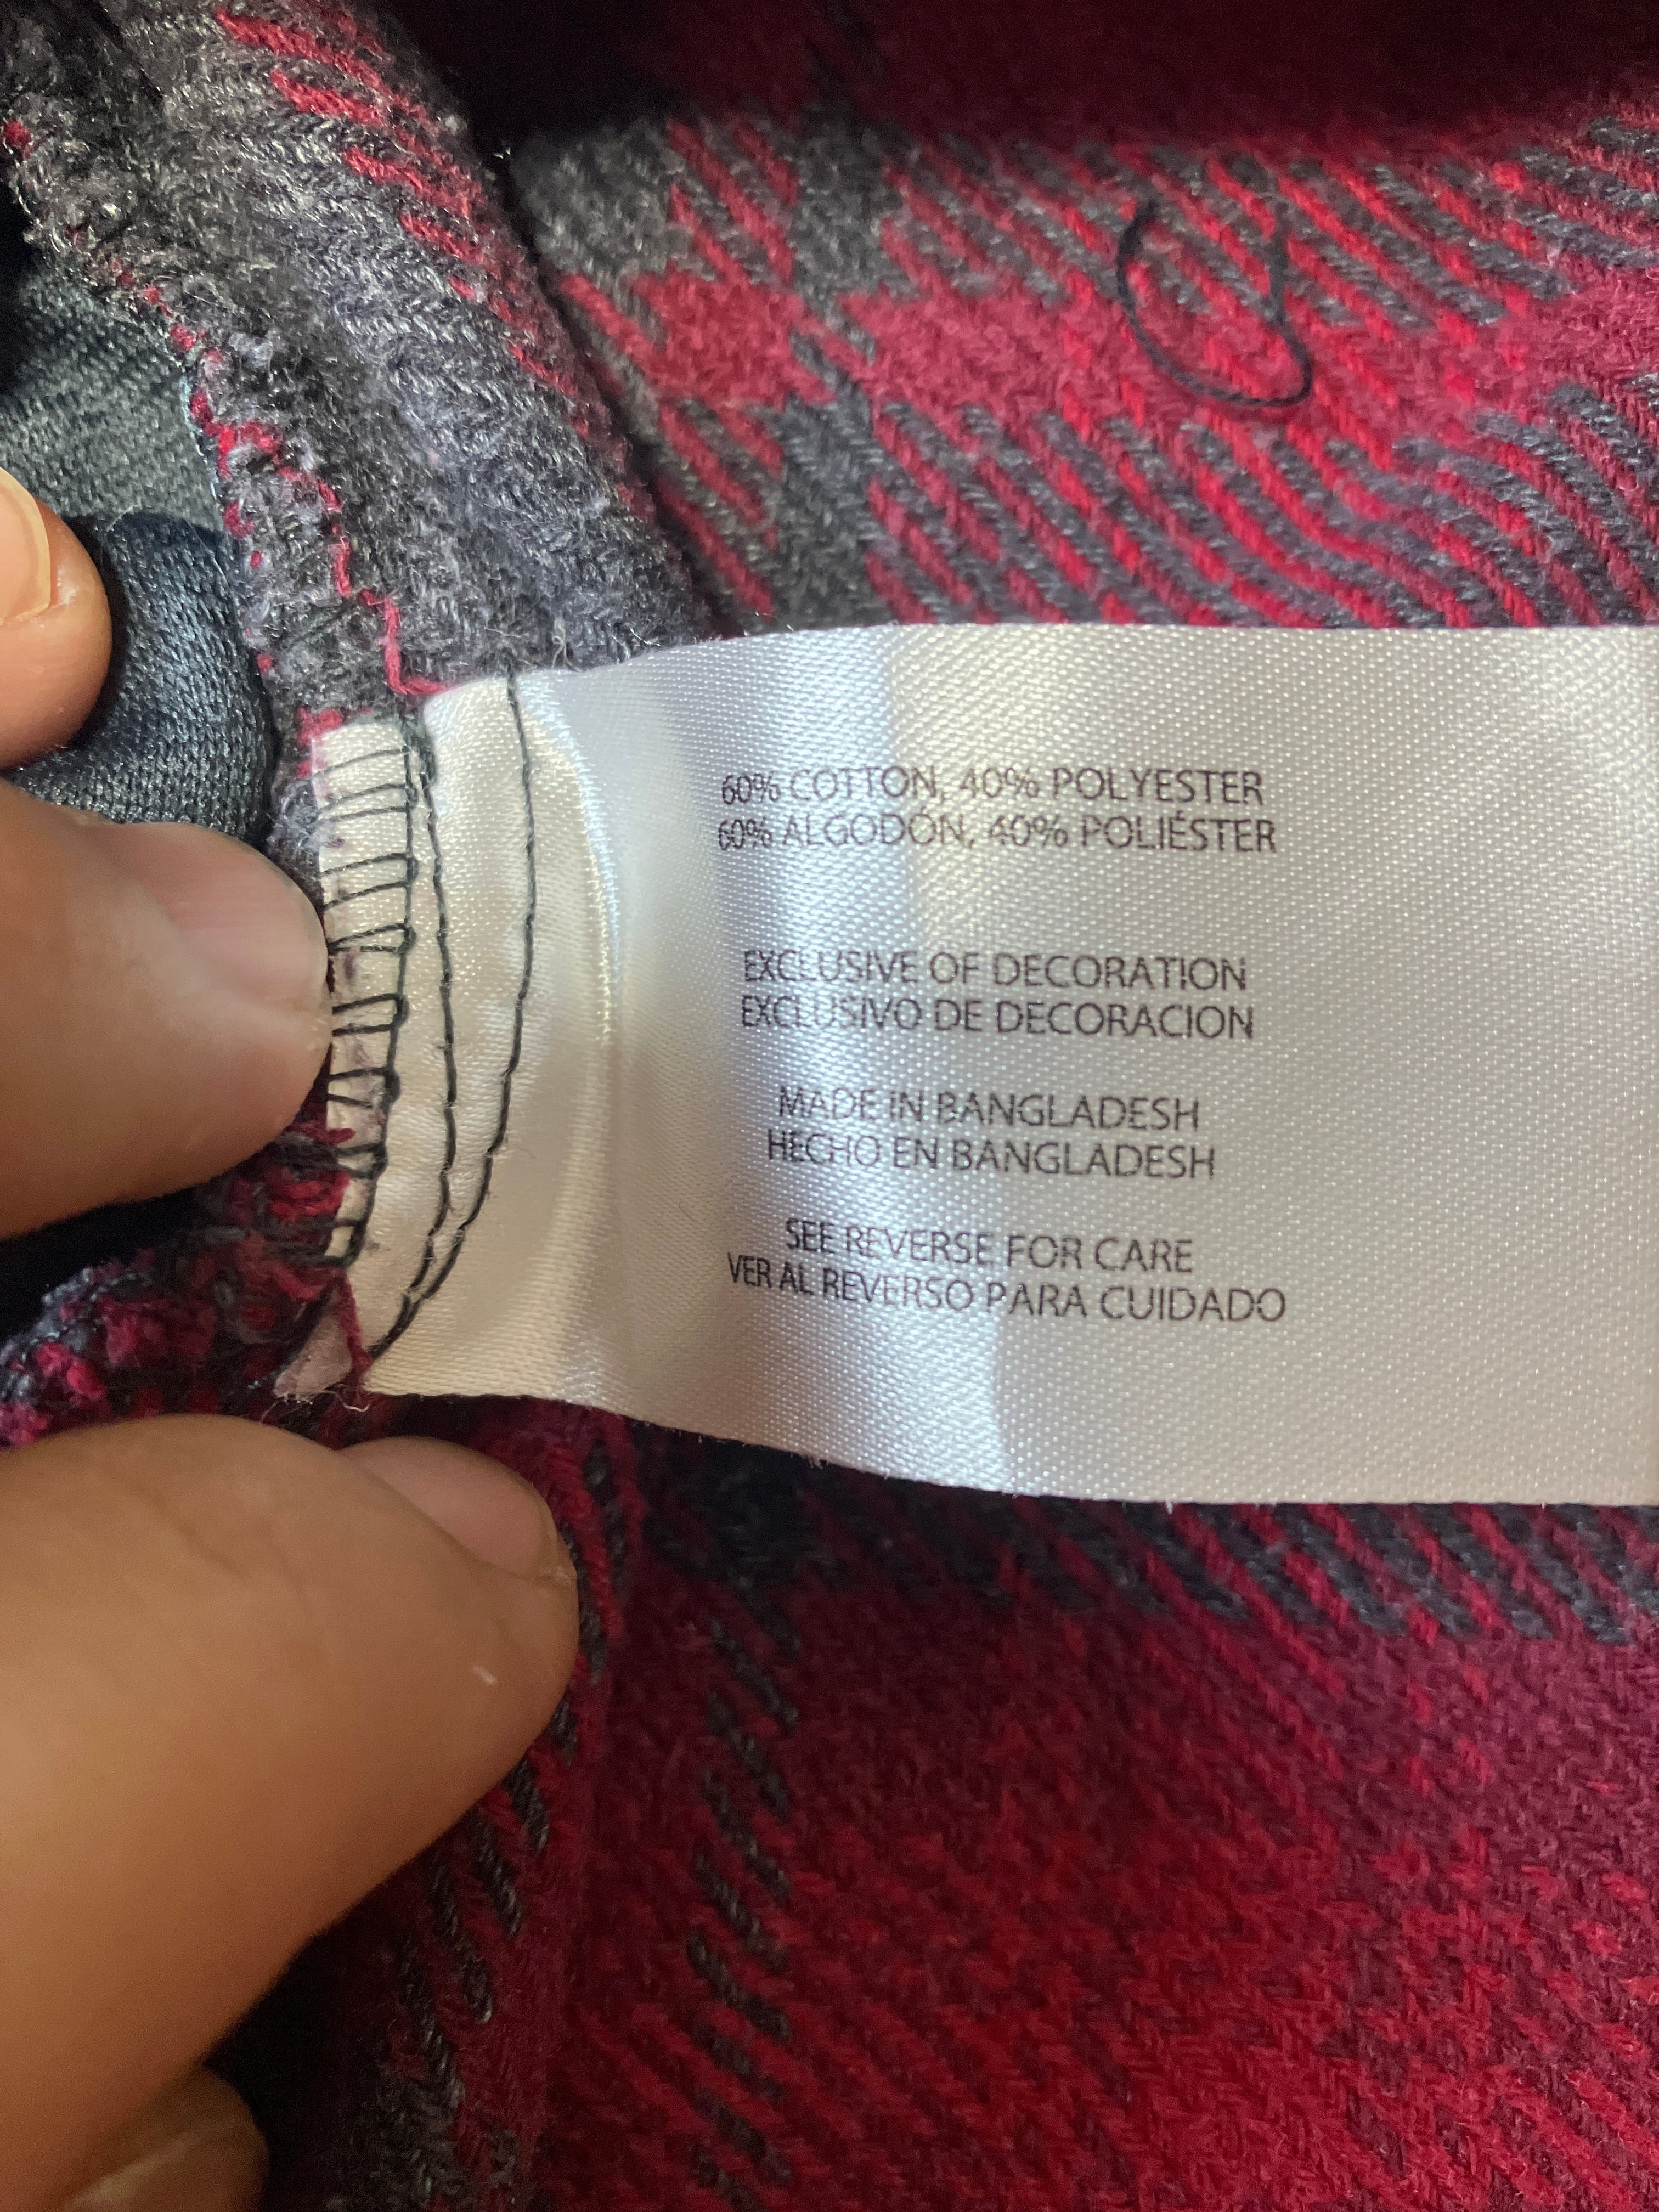 60% COTTON, 40% POLYESTER
60% ALGODÓN, 40% POLIÉSTER
EXCLUSIVE OF DECORATION
EXCLUSIVO DE DECORACION
MADE IN BANGLADESH
HECHO EN BANGLADESH
SEE REVERSE FOR CARE
VER AL REVERSO PARA CUIDADO